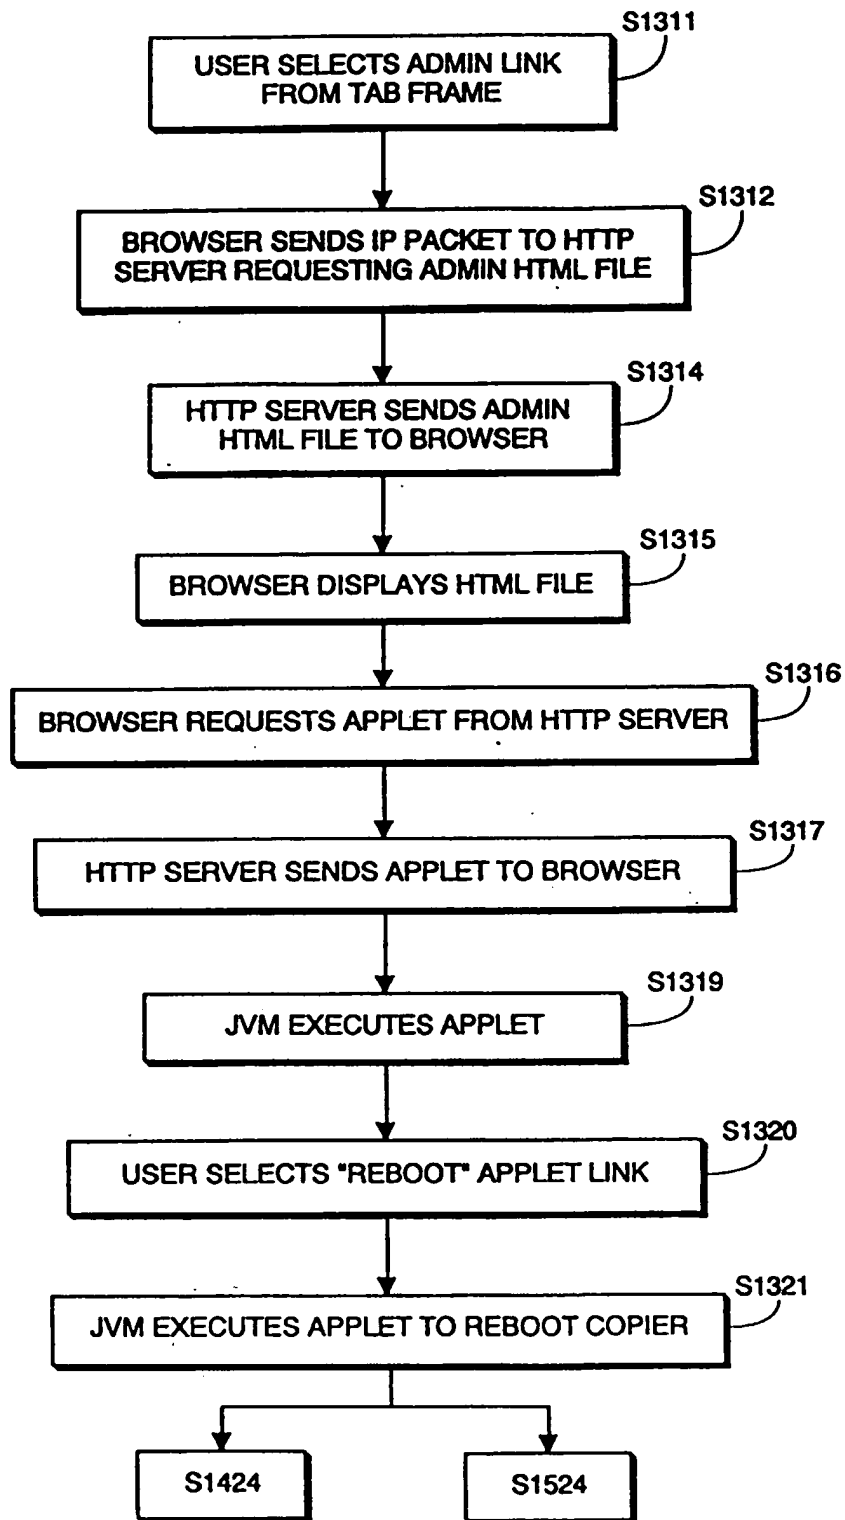 S1311
USER SELECTS ADMIN LINK
FROM TAB FRAME
S1312
BROWSER SENDS IP PACKET TO HTTP
SERVER REQUESTING ADMIN HTML FILE
S1314
HTTP SERVER SENDS ADMIN
HTML FILE TO BROWSER
S1315
BROWSER DISPLAYS HTML FILE
S1316
BROWSER REQUESTS APPLET FROM HTTP SERVER
S1317
HTTP SERVER SENDS APPLET TO BROWSER
S1319
JVM EXECUTES APPLET
S1320
USER SELECTS "REBOOT" APPLET LINK
S1321
JVM EXECUTES APPLET TO REBOOT COPIER
S1424
S1524